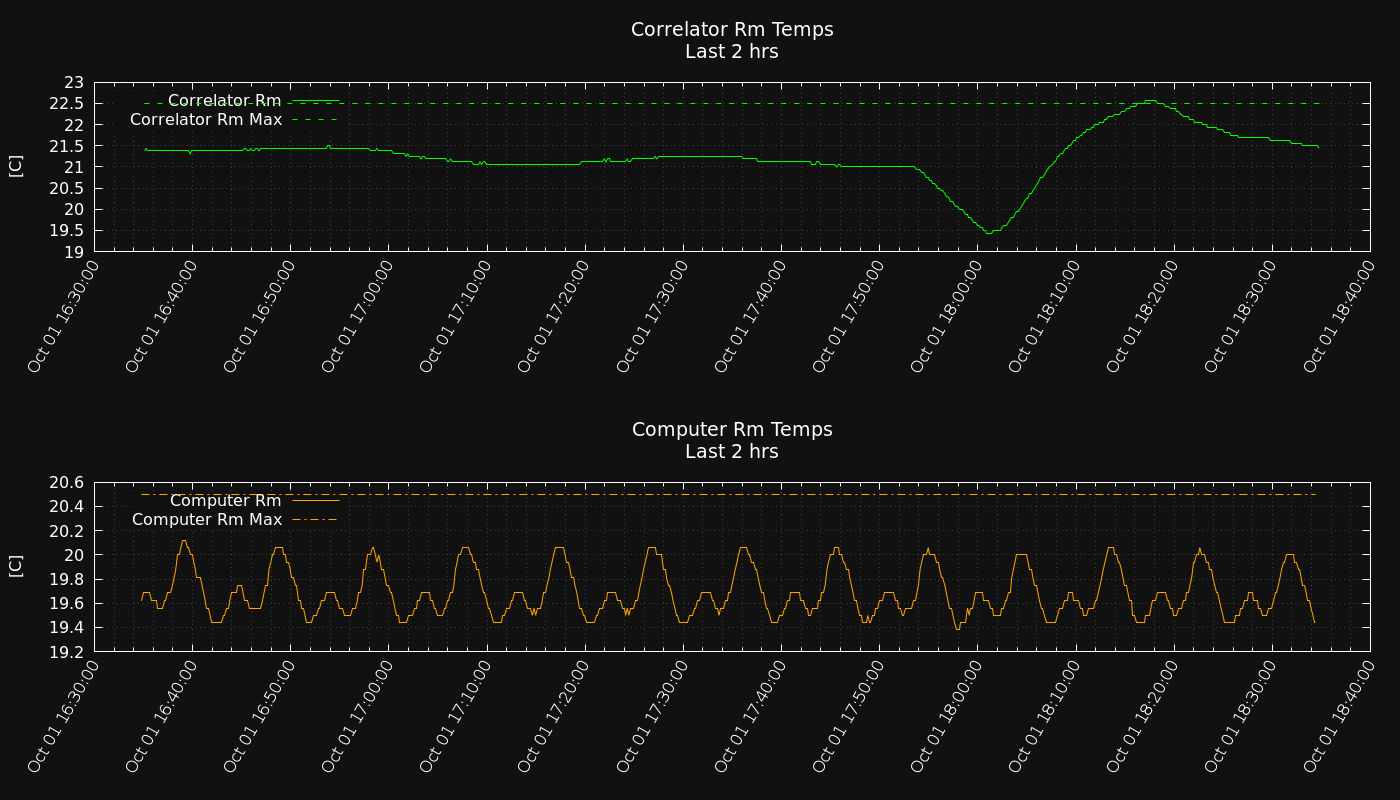 Correlator Rm Temps
Last 2 hrs
[C]
23
22.5
22
21.5
21
20.5
20
19.5
19
Correlator Rm
Correlator Rm Max
Oct 01 16:30:00
Oct 01 16:40:00
Oct 01 16:50:00
Oct 01 17:00:00
Oct 01 17:10:00
Oct 01 17:20:00
Oct 01 17:30:00
Oct 01 17:40:00
Oct 01 17:50:00
Oct 01 18:00:00
Oct 01 18:10:00
Oct 01 18:20:00
Oct 01 18:30:00
Oct 01 18:40:00
Computer Rm Temps
Last 2 hrs
[C]
20.6
20.4
20.2
20
19.8
19.6
19.4
19.2
Computer Rm
Computer Rm Max
Oct 01 16:30:00
Oct 01 16:40:00
Oct 01 16:50:00
Oct 01 17:00:00
Oct 01 17:10:00
Oct 01 17:20:00
Oct 01 17:30:00
Oct 01 17:40:00
Oct 01 17:50:00
Oct 01 18:00:00
Oct 01 18:10:00
Oct 01 18:20:00
Oct 01 18:30:00
Oct 01 18:40:00